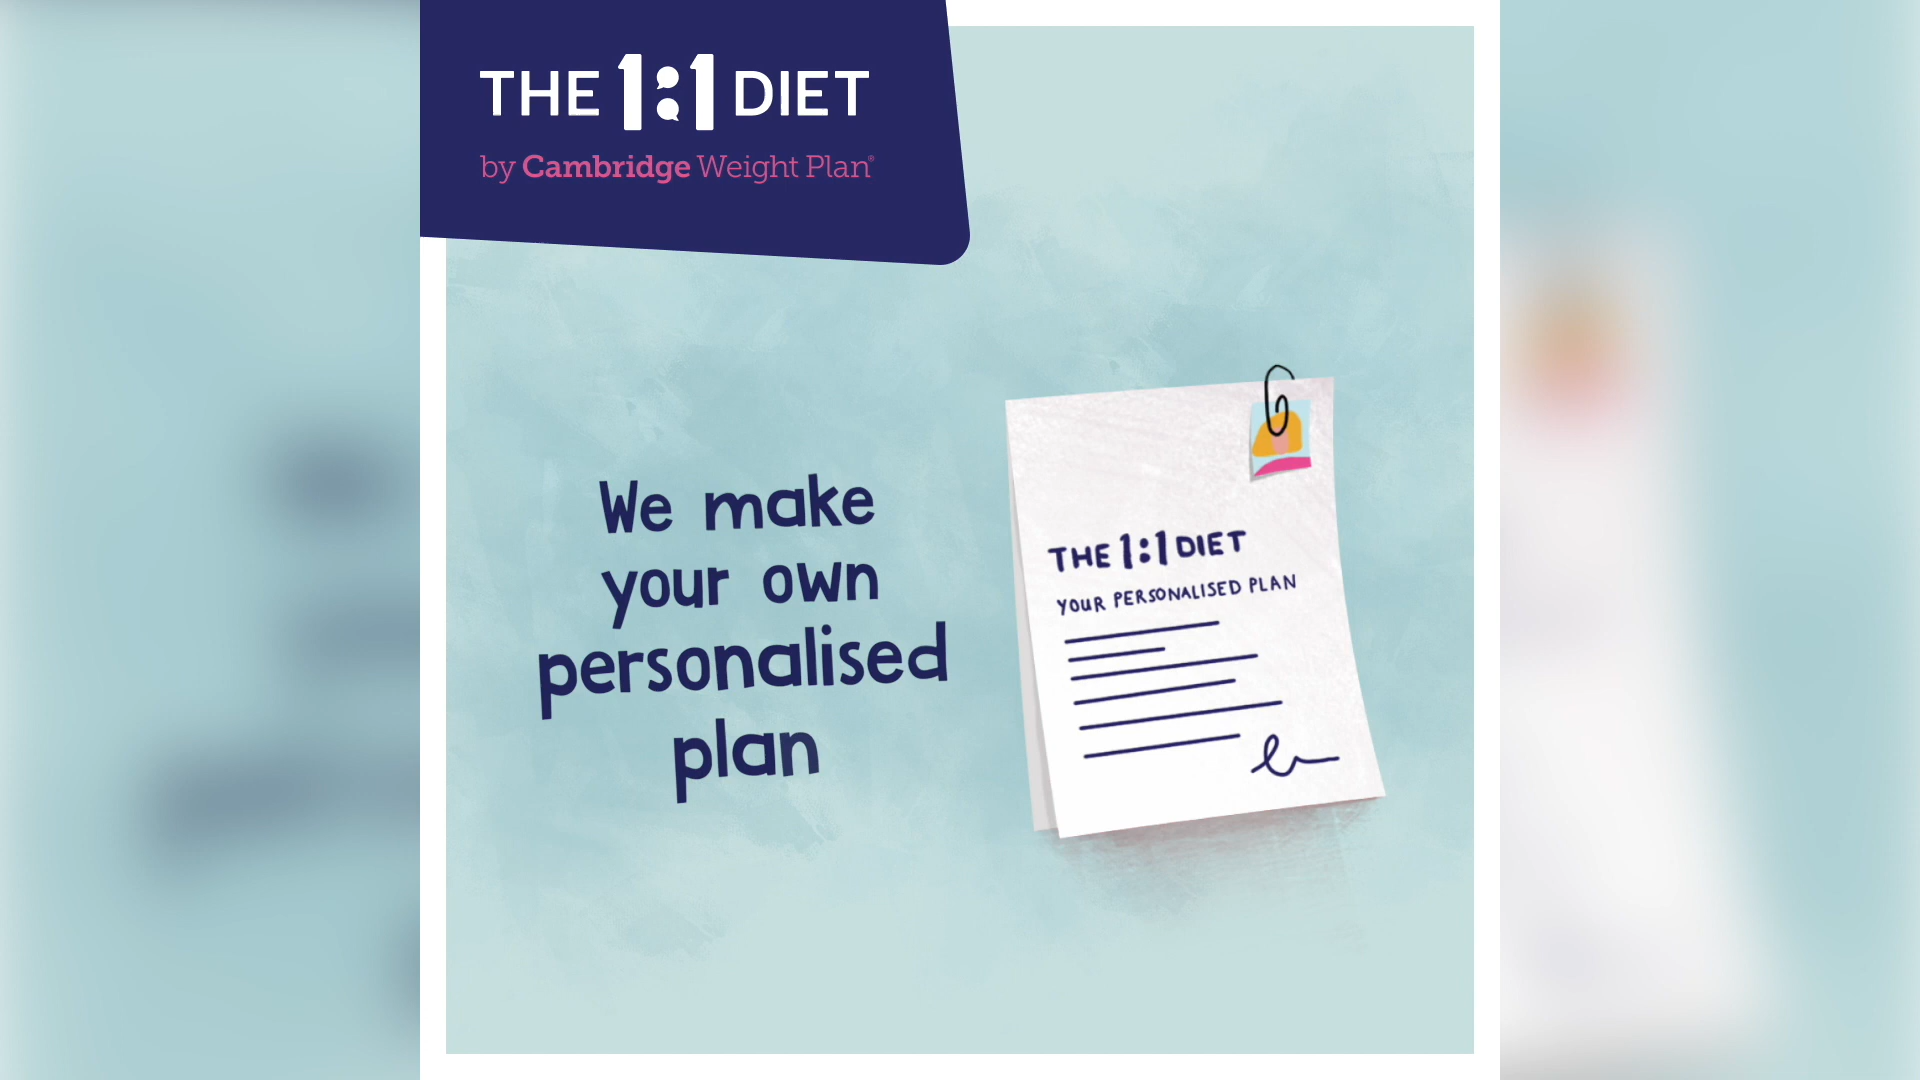 THE 1:1 DIET
by Cambridge Weight Plan®
We make
your own
personalised
plan
THE 1:1 DIET
YOUR PERSONALISED PLAN